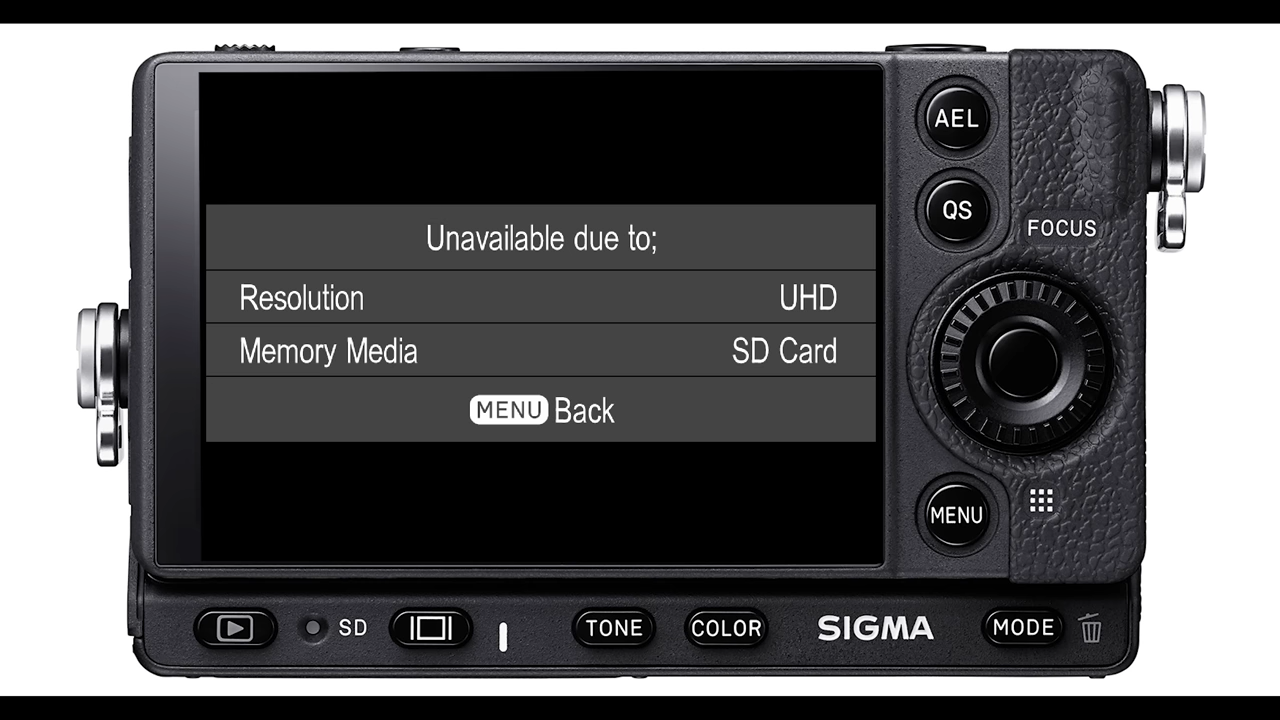 Unavailable due to;
Resolution UHD
Memory Media SD Card
MENU Back
AEL
QS
FOCUS
MENU
SD
TONE
COLOR
SIGMA
MODE